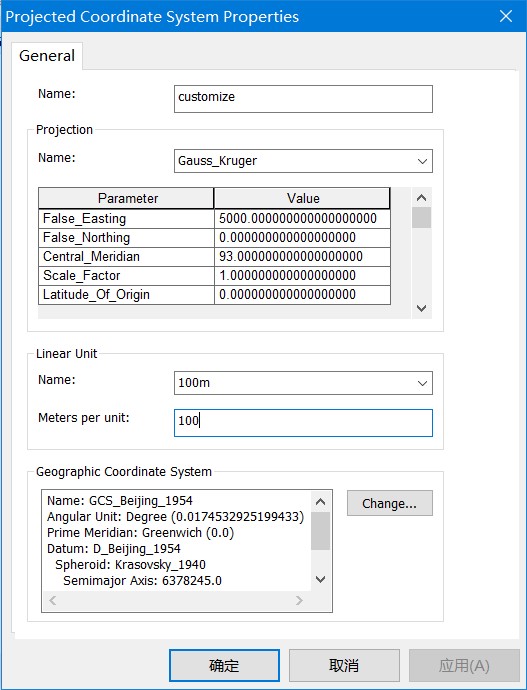 Projected Coordinate System Properties
General
Name:
customize
Projection
Name:
Gauss_Kruger
Parameter Value
False_Easting 5000.000000000000000000
False_Northing 0.000000000000000000
Central_Meridian 93.000000000000000000
Scale_Factor 1.000000000000000000
Latitude_Of_Origin 0.000000000000000000
Linear Unit
Name:
100m
Meters per unit:
100
Geographic Coordinate System
Name: GCS_Beijing_1954
Angular Unit: Degree (0.0174532925199433)
Prime Meridian: Greenwich (0.0)
Datum: D_Beijing_1954
Spheroid: Krasovsky_1940
Semimajor Axis: 6378245.0
Change...
确定
取消
应用(A)